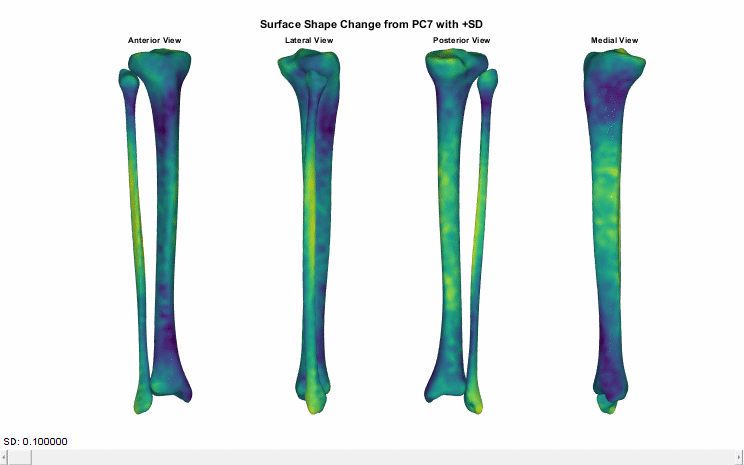 Surface Shape Change from PC7 with +SD
Anterior View
Lateral View
Posterior View
Medial View
SD: 0.100000